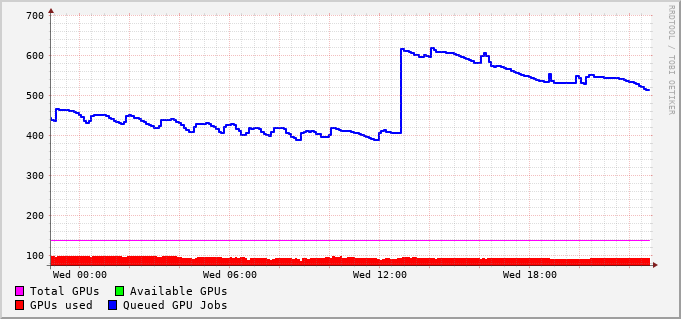 700
600
500
400
300
200
100
Wed 00:00 Wed 06:00 Wed 12:00 Wed 18:00
Total GPUs Available GPUs
GPUs used Queued GPU Jobs
RRDTOOL / TOBI OETIKER